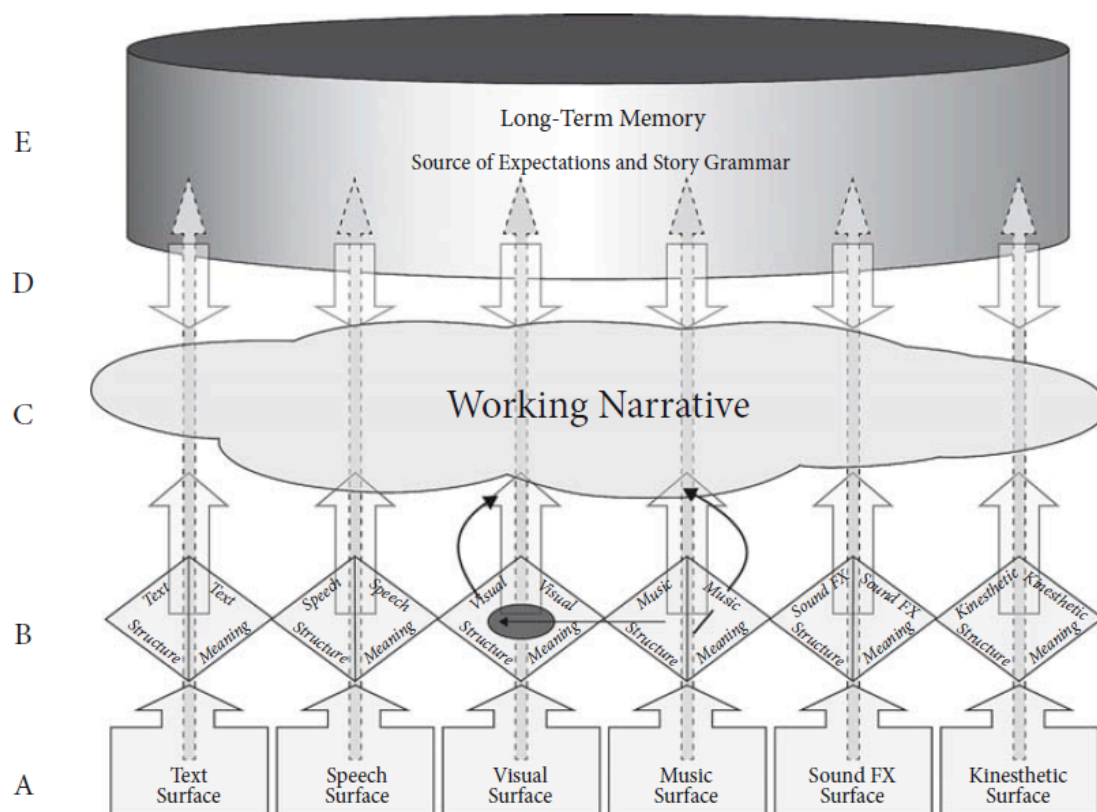 E
Long-Term Memory
Source of Expectations and Story Grammar
D
C
Working Narrative
B
Text Text
Structure Meaning
Speech Speech
Structure Meaning
Visual Visual
Structure Meaning
Music Music
Structure Meaning
Sound FX Sound FX
Structure Meaning
Kinesthetic Kinesthetic
Structure Meaning
A
Text
Surface
Speech
Surface
Visual
Surface
Music
Surface
Sound FX
Surface
Kinesthetic
Surface